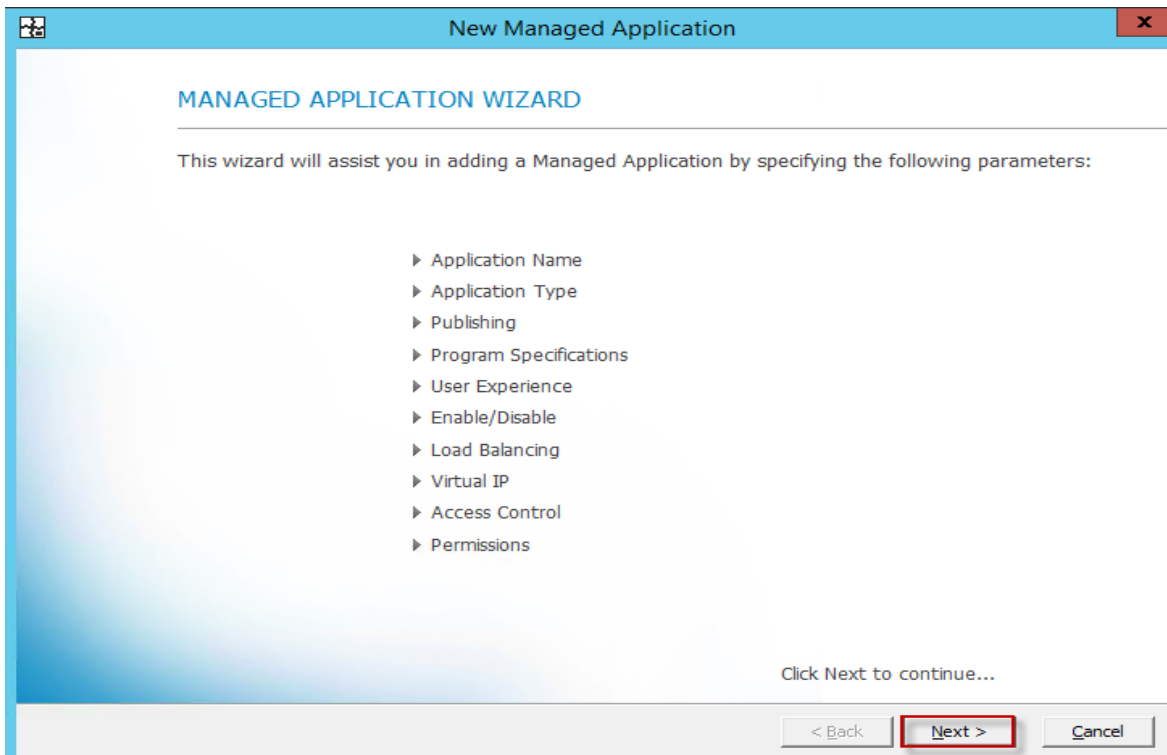 New Managed Application
x
MANAGED APPLICATION WIZARD
This wizard will assist you in adding a Managed Application by specifying the following parameters:
Application Name
Application Type
Publishing
Program Specifications
User Experience
Enable/Disable
Load Balancing
Virtual IP
Access Control
Permissions
Click Next to continue...
< Back
Next >
Cancel